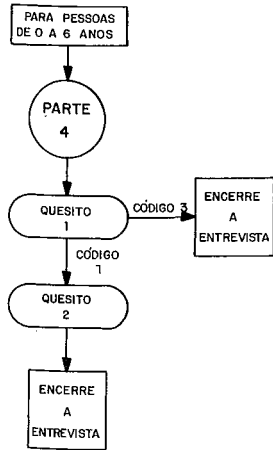 PARA PESSOAS
DE 0 A 6 ANOS
PARTE
4
QUESITO
1
CÓDIGO 3
ENCERRE
A
ENTREVISTA
CÓDIGO
1
QUESITO
2
ENCERRE
A
ENTREVISTA